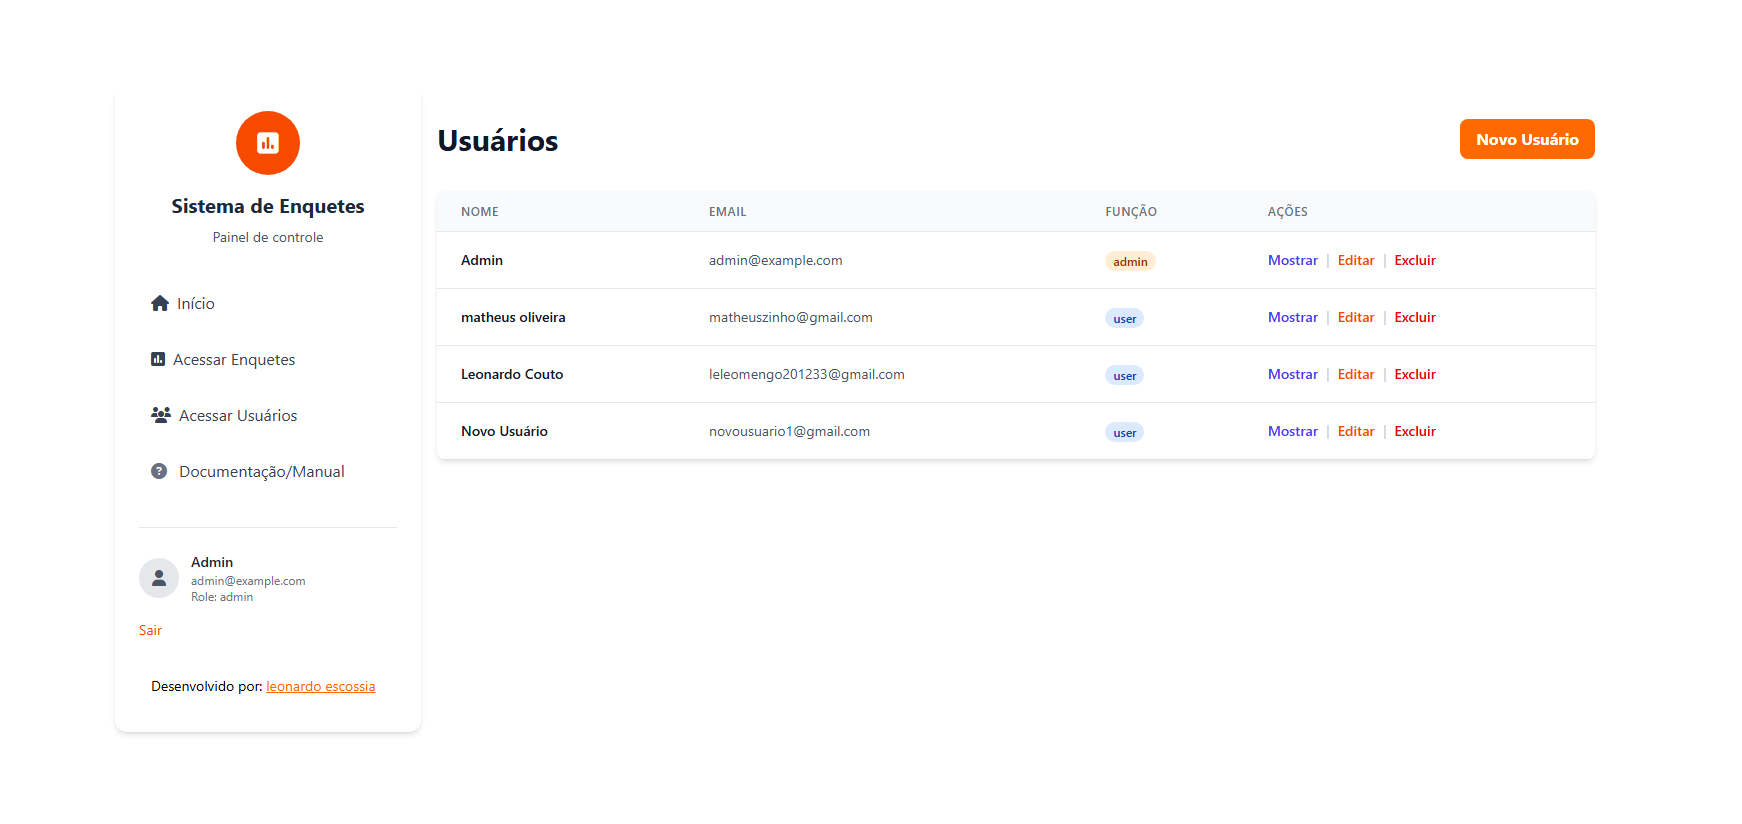 Sistema de Enquetes
Painel de controle
Início
Acessar Enquetes
Acessar Usuários
Documentação/Manual
Admin
admin@example.com
Role: admin
Sair
Desenvolvido por: leonardo escossia
Usuários
Novo Usuário
NOME EMAIL FUNÇÃO AÇÕES
Admin admin@example.com admin Mostrar | Editar | Excluir
matheus oliveira matheuszinho@gmail.com user Mostrar | Editar | Excluir
Leonardo Couto leleomengo201233@gmail.com user Mostrar | Editar | Excluir
Novo Usuário novousuario1@gmail.com user Mostrar | Editar | Excluir